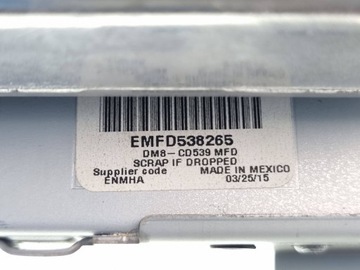 EMFD538265
DM8-CD539 MFD
SCRAP IF DROPPED
Supplier code MADE IN MEXICO
ENMHA 03/25/15